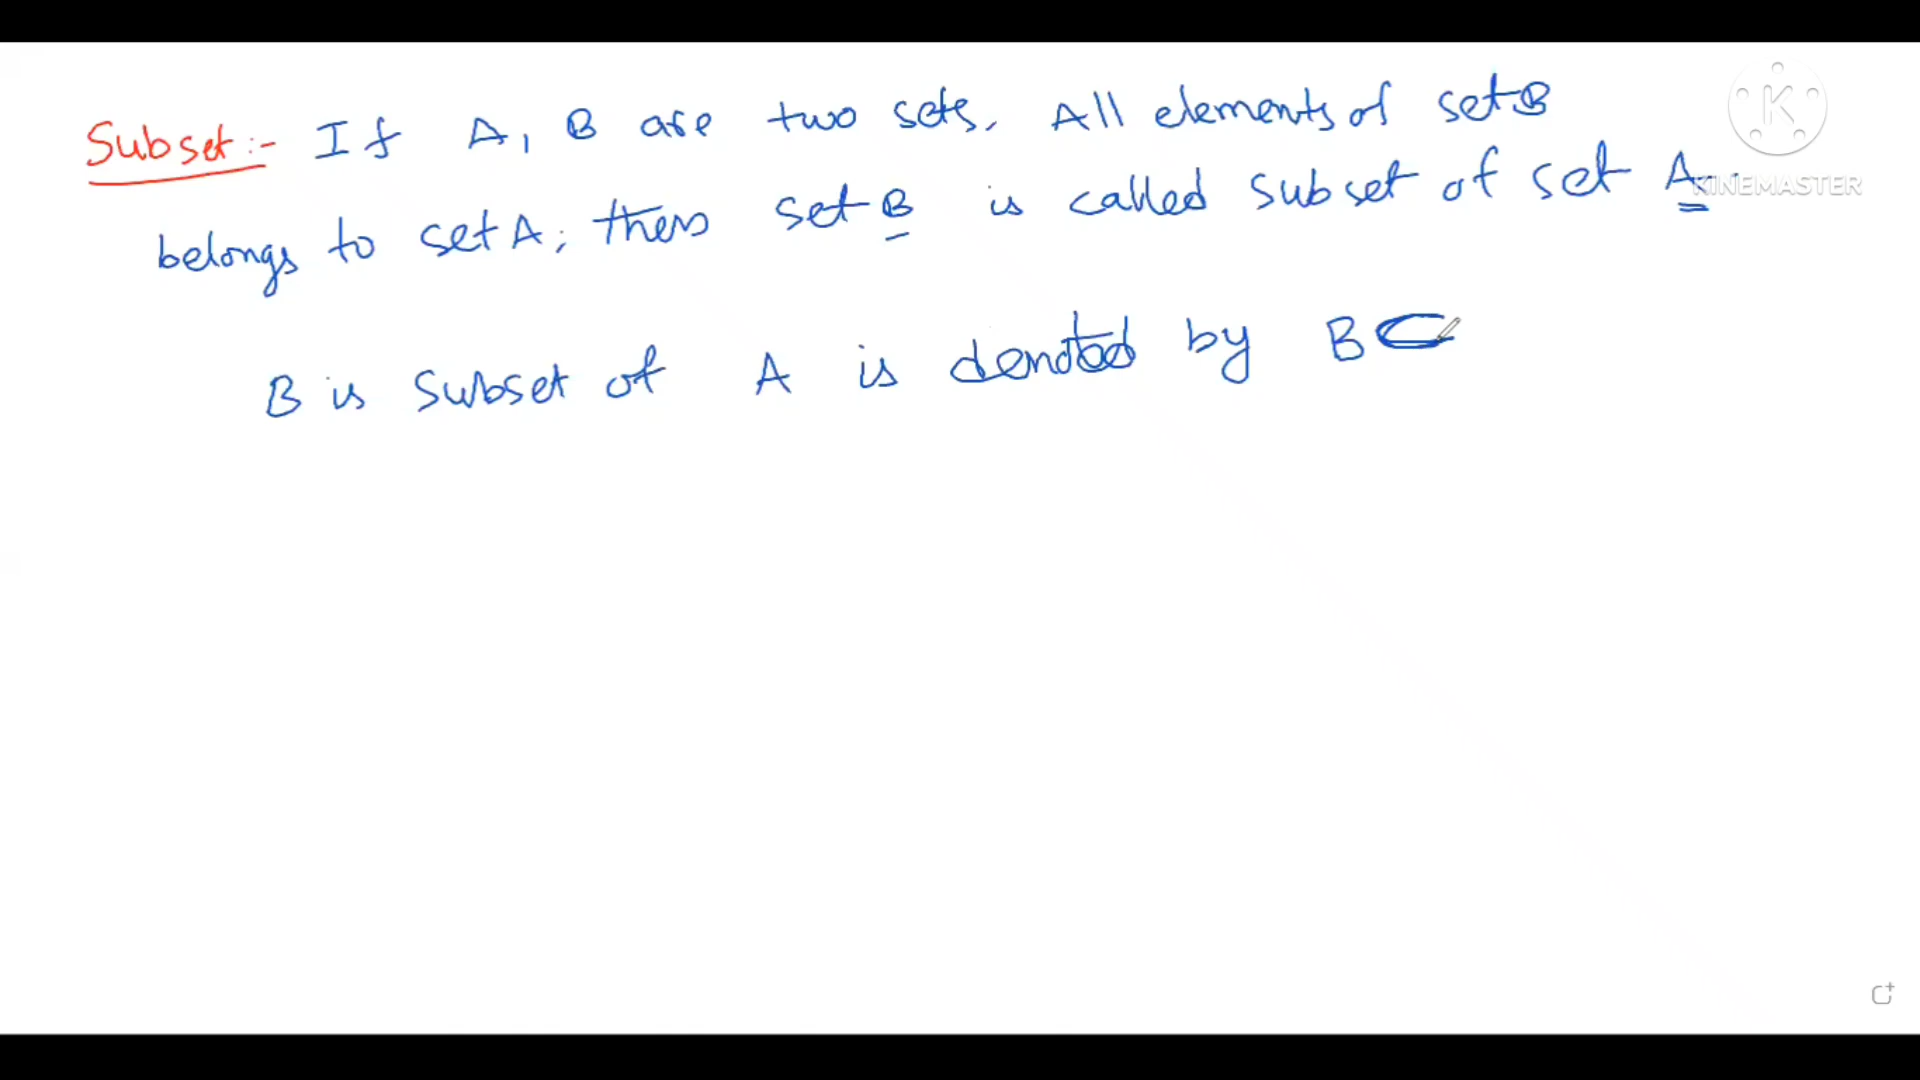 Subset:- If A, B are two sets. All elements of set B
belongs to set A; then set B is called subset of set A.
B is subset of A is denoted by B ⊂
K
KINEMASTER